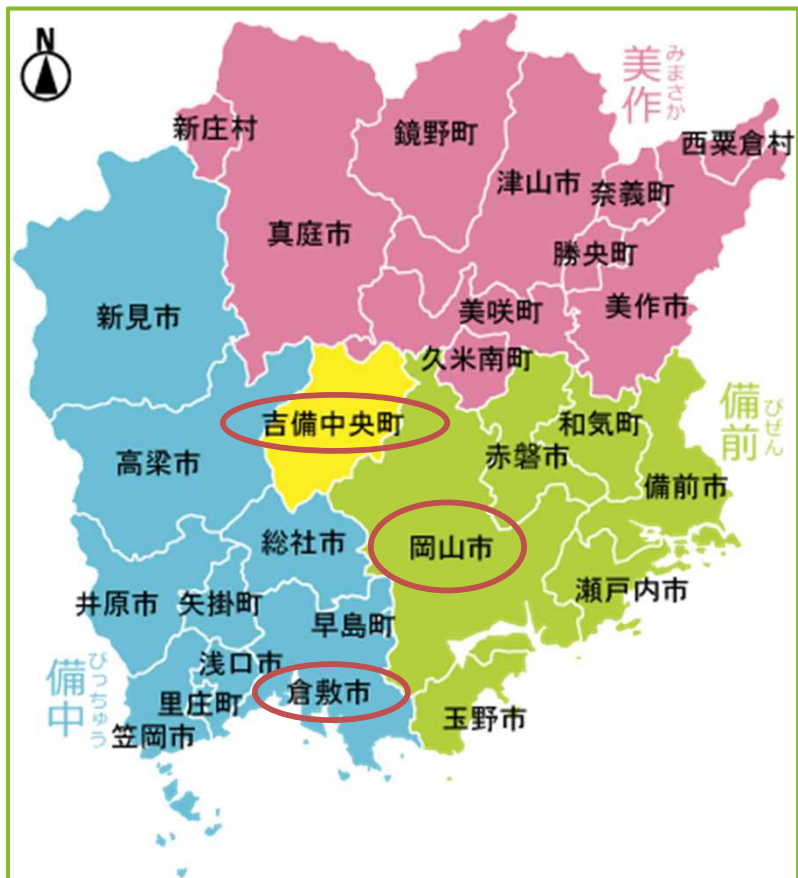 N
美作
みまさか
新庄村
鏡野町
西粟倉村
津山市
奈義町
真庭市
勝央町
新見市
美咲町
美作市
久米南町
備前
びぜん
吉備中央町
和気町
高梁市
赤磐市
備前市
総社市
岡山市
瀬戸内市
井原市
矢掛町
早島町
浅口市
備中
びっちゅう
倉敷市
里庄町
玉野市
笠岡市